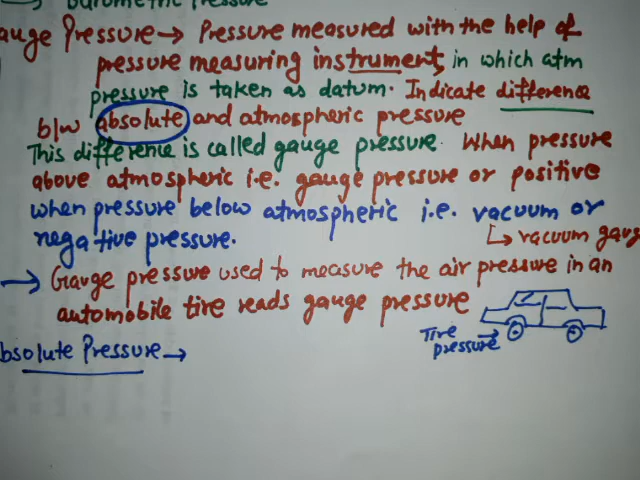 Barometric Pressure
auge Pressure → Pressure measured with the help of
pressure measuring instrument, in which atm
pressure is taken as datum. Indicate difference
b/w absolute and atmospheric pressure
This difference is called gauge pressure. When pressure
above atmospheric i.e. gauge pressure or positive
when pressure below atmospheric i.e. vacuum or
negative pressure.
↳ vacuum gaug
→ Gauge pressure used to measure the air pressure in an
automobile tire reads gauge pressure
Tire
pressure
bsolute Pressure →